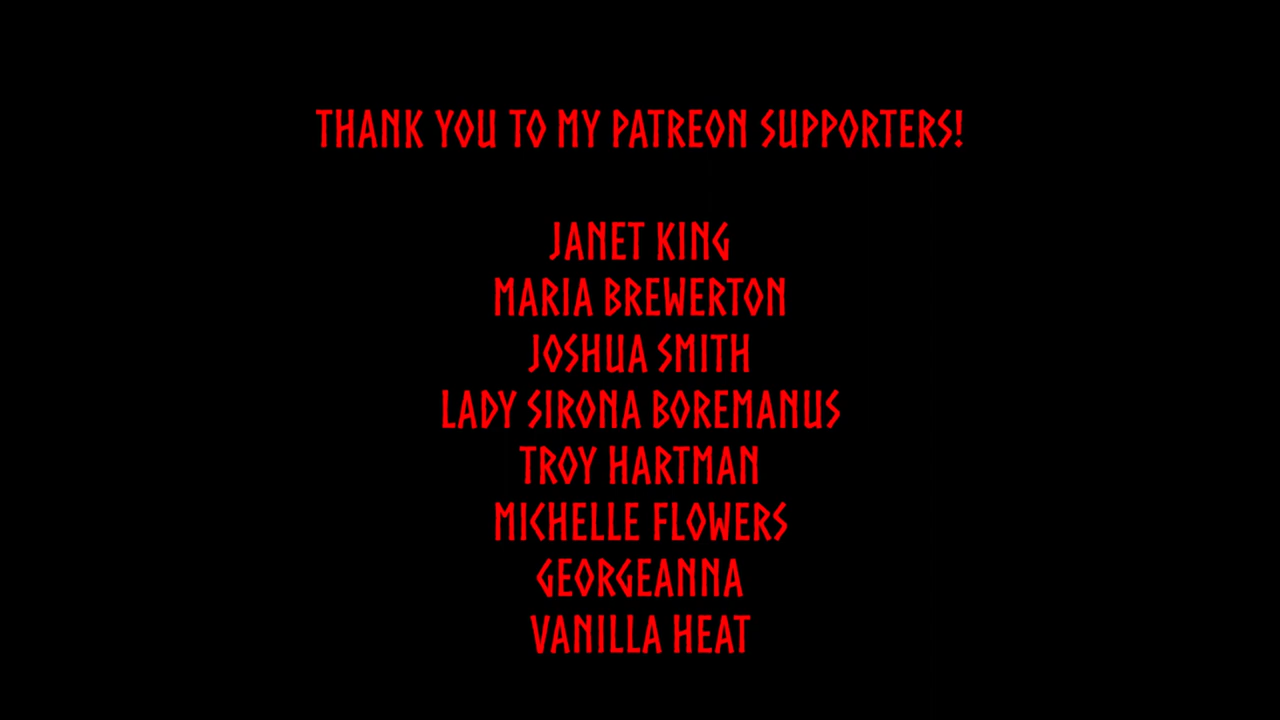 THANK YOU TO MY PATREON SUPPORTERS!
JANET KING
MARIA BREWERTON
JOSHUA SMITH
LADY SIRONA BOREMANUS
TROY HARTMAN
MICHELLE FLOWERS
GEORGEANNA
VANILLA HEAT